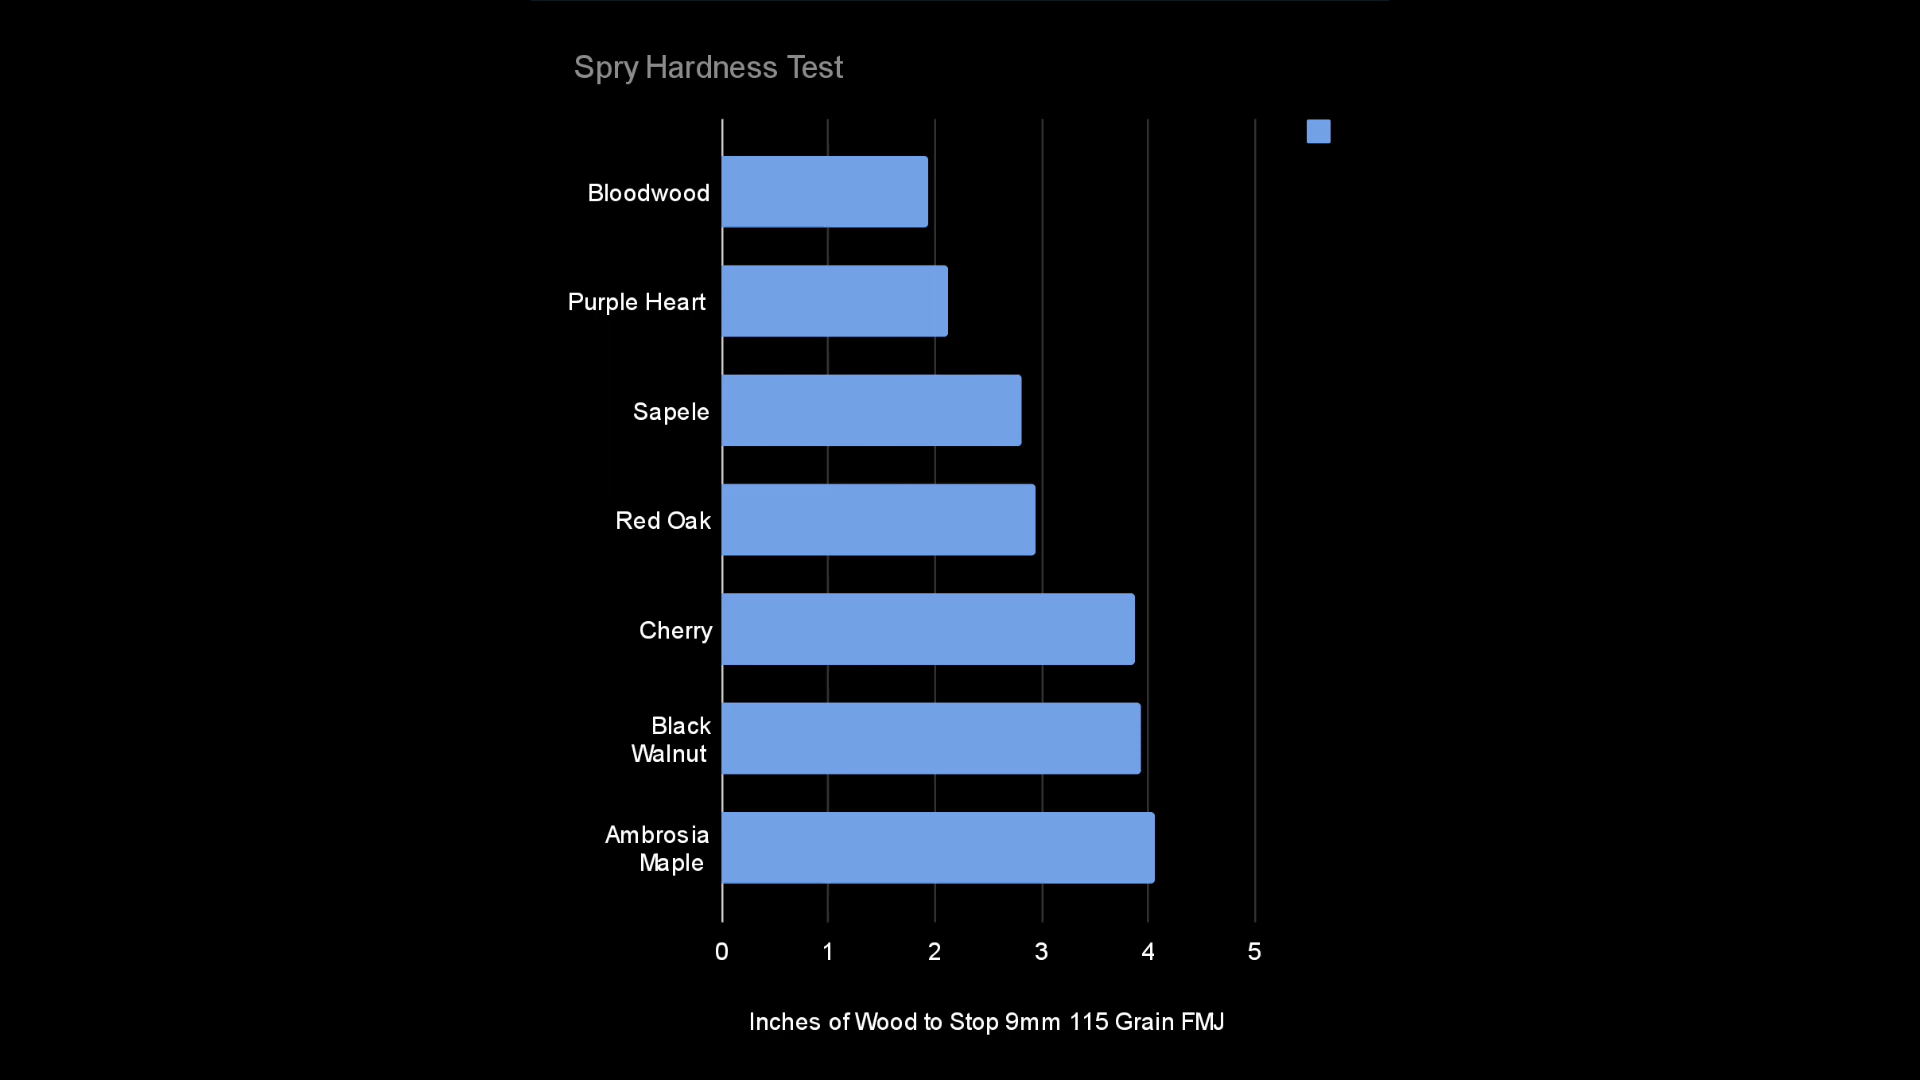 Spry Hardness Test
Bloodwood
Purple Heart
Sapele
Red Oak
Cherry
Black
Walnut
Ambrosia
Maple
0 1 2 3 4 5
Inches of Wood to Stop 9mm 115 Grain FMJ